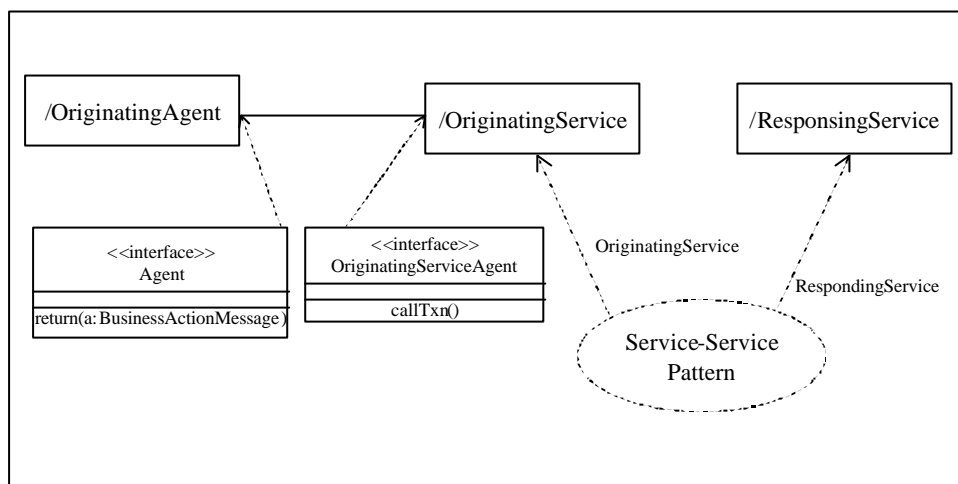 /OriginatingAgent
/OriginatingService
/ResponsingService
<<interface>>
Agent
return(a:BusinessActionMessage)
<<interface>>
OriginatingServiceAgent
callTxn()
OriginatingService
RespondingService
Service-Service
Pattern